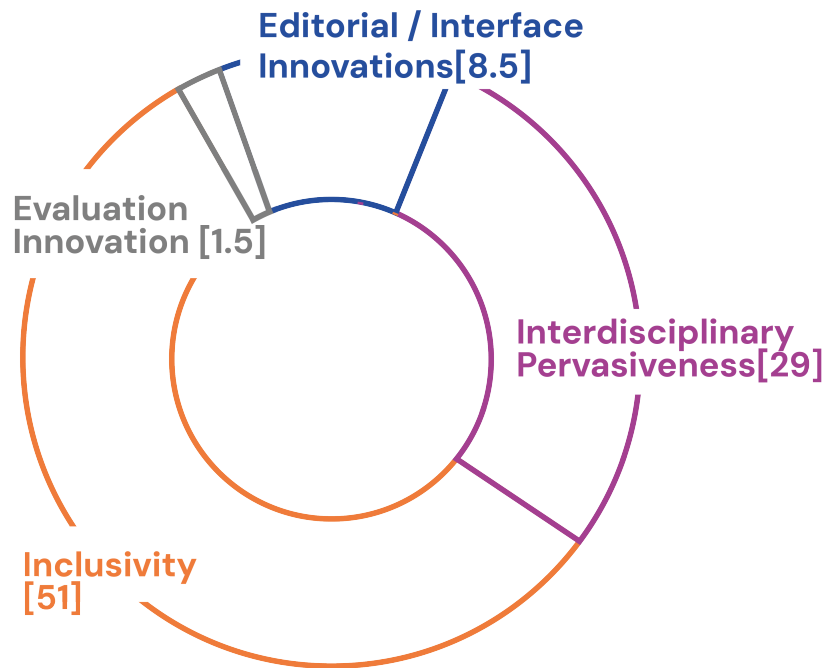 Editorial / Interface
Innovations[8.5]
Evaluation
Innovation [1.5]
Interdisciplinary
Pervasiveness[29]
Inclusivity
[51]